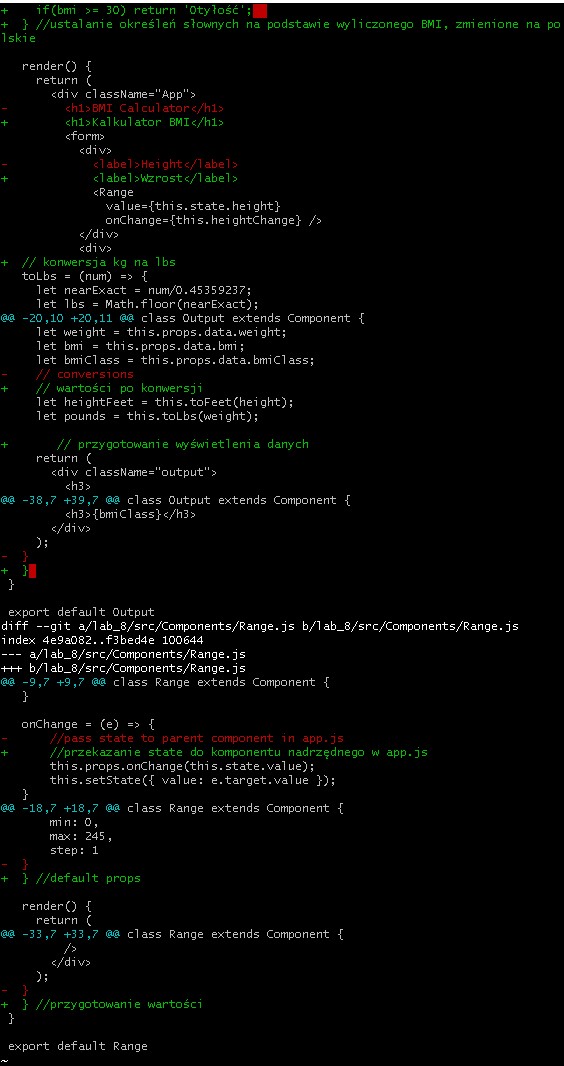 +    if(bmi >= 30) return 'Otyłość';
+  } //ustalanie określeń słownych na podstawie wyliczonego BMI, zmienione na po
lskie

   render() {
     return (
       <div className="App">
-        <h1>BMI Calculator</h1>
+        <h1>Kalkulator BMI</h1>
         <form>
           <div>
-            <label>Height</label>
+            <label>Wzrost</label>
             <Range
               value={this.state.height}
               onChange={this.heightChange} />
           </div>
           <div>
+  // konwersja kg na lbs
   toLbs = (num) => {
     let nearExact = num/0.45359237;
     let lbs = Math.floor(nearExact);
@@ -20,10 +20,11 @@ class Output extends Component {
     let weight = this.props.data.weight;
     let bmi = this.props.data.bmi;
     let bmiClass = this.props.data.bmiClass;
-    // conversions
+    // wartości po konwersji
     let heightFeet = this.toFeet(height);
     let pounds = this.toLbs(weight);

+       // przygotowanie wyświetlenia danych
     return (
       <div className="output">
         <h3>
@@ -38,7 +39,7 @@ class Output extends Component {
         <h3>{bmiClass}</h3>
       </div>
     );
-  }
+  }
 }

 export default Output
diff --git a/lab_8/src/Components/Range.js b/lab_8/src/Components/Range.js
index 4e9a082..f3bed4e 100644
--- a/lab_8/src/Components/Range.js
+++ b/lab_8/src/Components/Range.js
@@ -9,7 +9,7 @@ class Range extends Component {
   }

   onChange = (e) => {
-      //pass state to parent component in app.js
+      //przekazanie state do komponentu nadrzędnego w app.js
       this.props.onChange(this.state.value);
       this.setState({ value: e.target.value });
   }
@@ -18,7 +18,7 @@ class Range extends Component {
       min: 0,
       max: 245,
       step: 1
-  }
+  } //default props

   render() {
     return (
@@ -33,7 +33,7 @@ class Range extends Component {
         />
       </div>
     );
-  }
+  } //przygotowanie wartości
 }

 export default Range
~